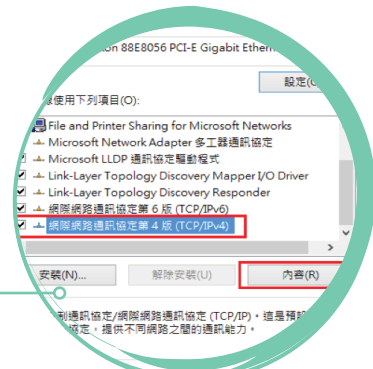 on 88E8056 PCI-E Gigabit Ethern
設定(C
使用下列項目(O):
File and Printer Sharing for Microsoft Networks
Microsoft Network Adapter 多工器通訊協定
Microsoft LLDP 通訊協定驅動程式
Link-Layer Topology Discovery Mapper I/O Driver
Link-Layer Topology Discovery Responder
網際網路通訊協定第 6 版 (TCP/IPv6)
網際網路通訊協定第 4 版 (TCP/IPv4)
安裝(N)... 解除安裝(U) 內容(R)
制通訊協定/網際網路通訊協定 (TCP/IP)。這是預設
協定,提供不同網路之間的通訊能力。